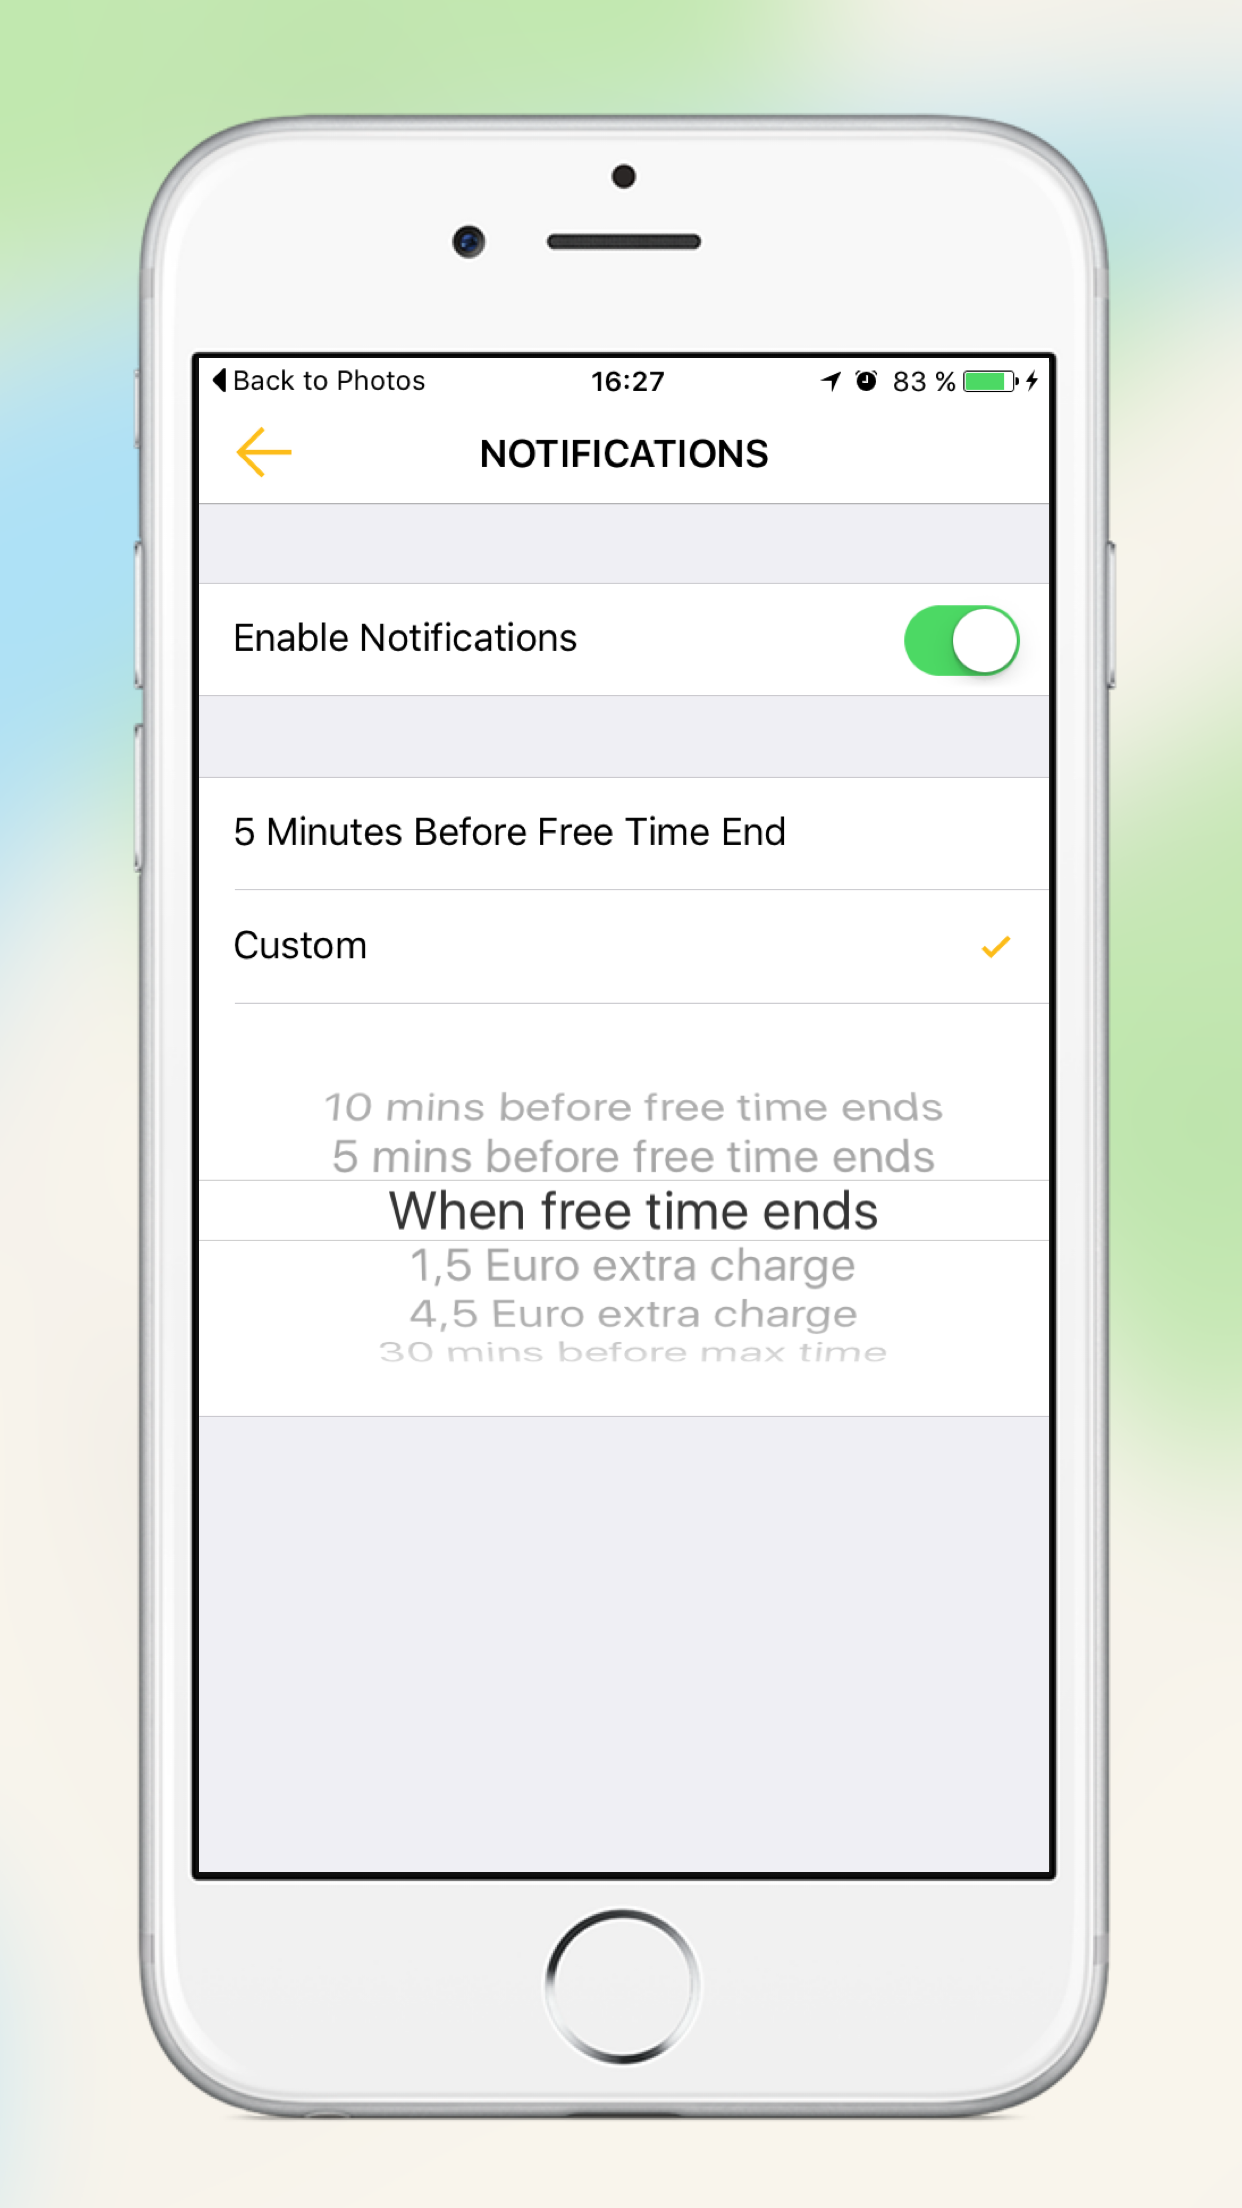 Back to Photos 16:27 83 %
NOTIFICATIONS
Enable Notifications
5 Minutes Before Free Time End
Custom
10 mins before free time ends
5 mins before free time ends
When free time ends
1,5 Euro extra charge
4,5 Euro extra charge
30 mins before max time